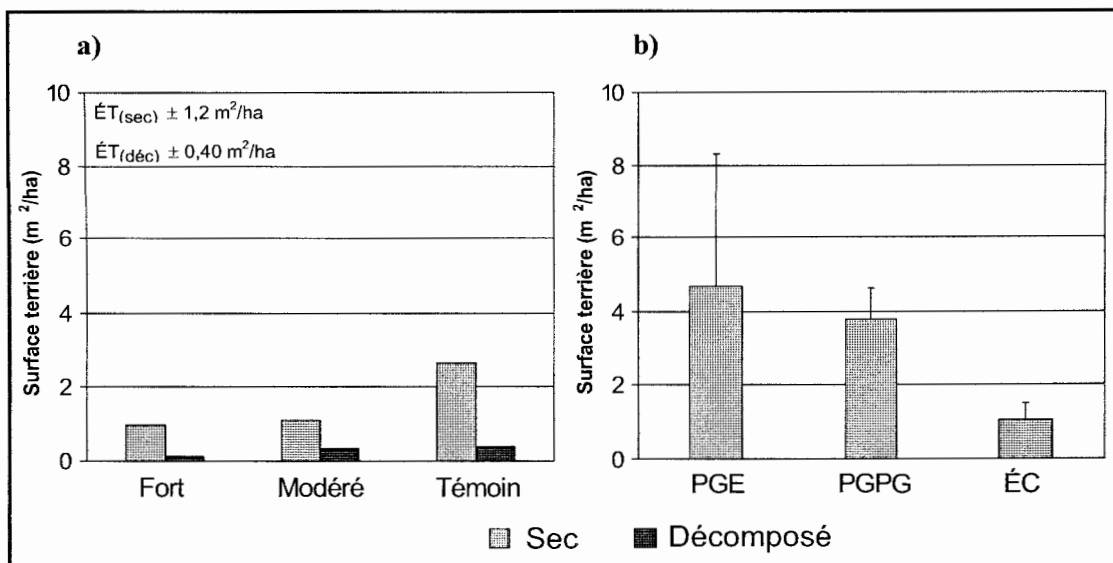 a)
Surface terrière (m²/ha)
10
8
6
4
2
0
ÉT(sec) ± 1,2 m²/ha
ÉT(déc) ± 0,40 m²/ha
Fort Modéré Témoin
b)
Surface terrière (m²/ha)
10
8
6
4
2
0
PGE PGPG ÉC
Sec Décomposé